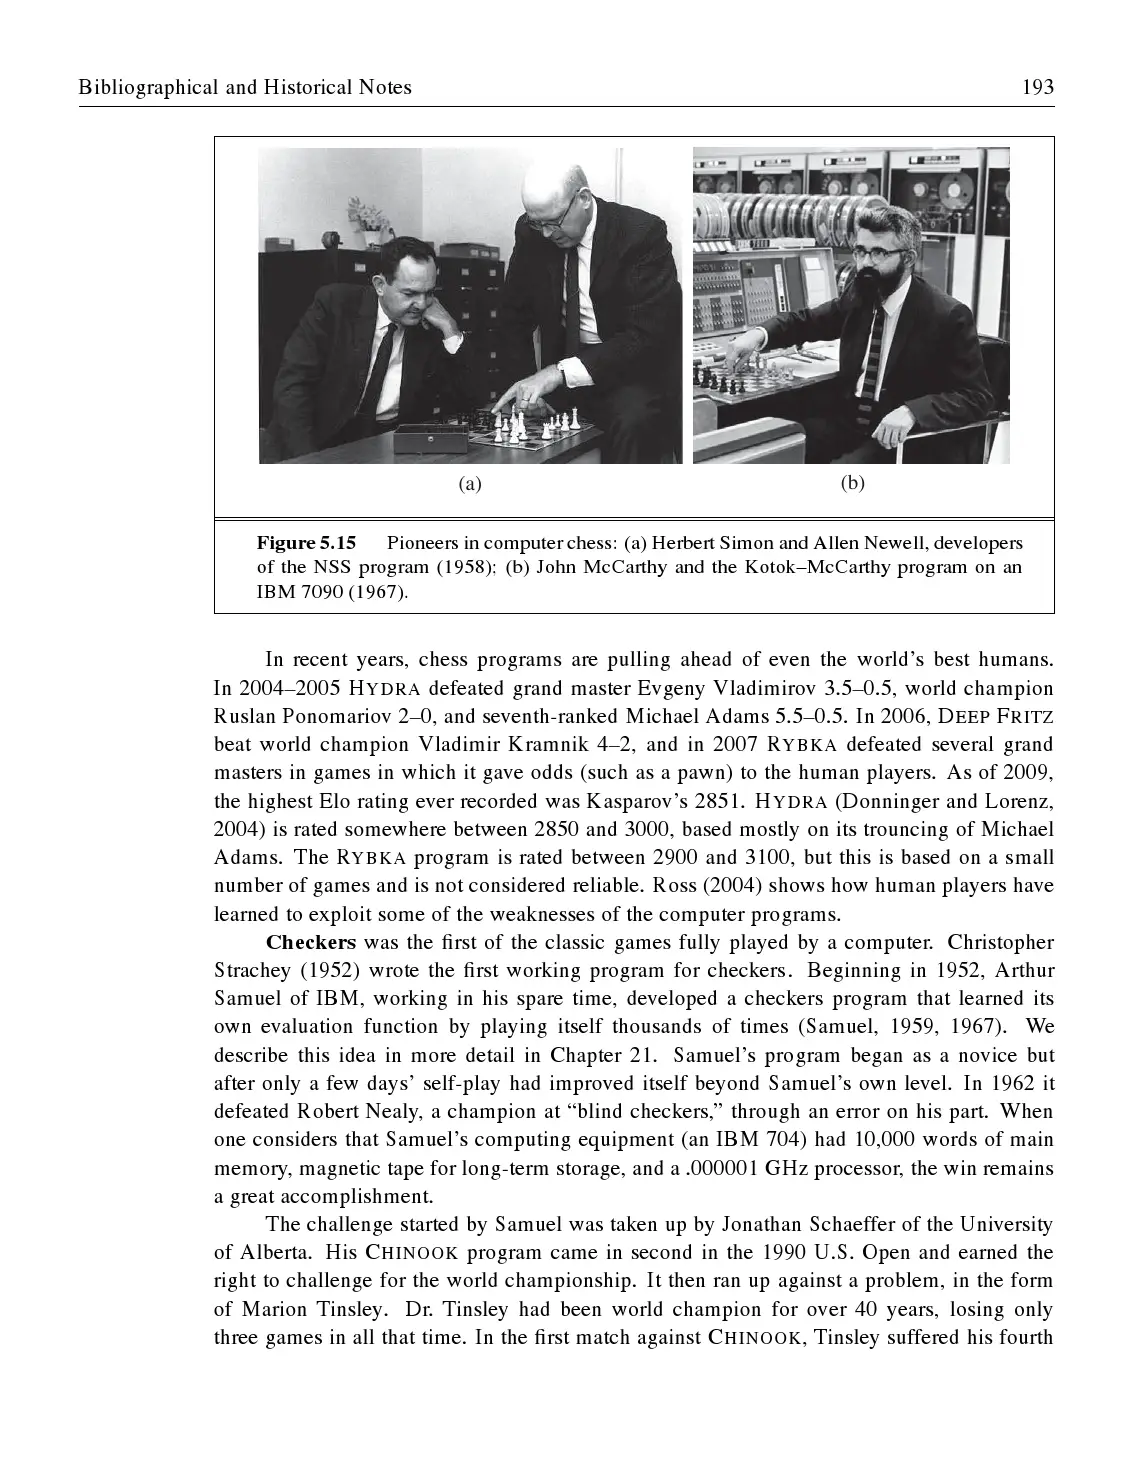 Bibliographical and Historical Notes 193
(a) (b)
Figure 5.15 Pioneers in computer chess: (a) Herbert Simon and Allen Newell, developers
of the NSS program (1958); (b) John McCarthy and the Kotok–McCarthy program on an
IBM 7090 (1967).
In recent years, chess programs are pulling ahead of even the world's best humans.
In 2004–2005 HYDRA defeated grand master Evgeny Vladimirov 3.5–0.5, world champion
Ruslan Ponomariov 2–0, and seventh-ranked Michael Adams 5.5–0.5. In 2006, DEEP FRITZ
beat world champion Vladimir Kramnik 4–2, and in 2007 RYBKA defeated several grand
masters in games in which it gave odds (such as a pawn) to the human players. As of 2009,
the highest Elo rating ever recorded was Kasparov's 2851. HYDRA (Donninger and Lorenz,
2004) is rated somewhere between 2850 and 3000, based mostly on its trouncing of Michael
Adams. The RYBKA program is rated between 2900 and 3100, but this is based on a small
number of games and is not considered reliable. Ross (2004) shows how human players have
learned to exploit some of the weaknesses of the computer programs.
Checkers was the first of the classic games fully played by a computer. Christopher
Strachey (1952) wrote the first working program for checkers. Beginning in 1952, Arthur
Samuel of IBM, working in his spare time, developed a checkers program that learned its
own evaluation function by playing itself thousands of times (Samuel, 1959, 1967). We
describe this idea in more detail in Chapter 21. Samuel's program began as a novice but
after only a few days' self-play had improved itself beyond Samuel's own level. In 1962 it
defeated Robert Nealy, a champion at “blind checkers,” through an error on his part. When
one considers that Samuel's computing equipment (an IBM 704) had 10,000 words of main
memory, magnetic tape for long-term storage, and a .000001 GHz processor, the win remains
a great accomplishment.
The challenge started by Samuel was taken up by Jonathan Schaeffer of the University
of Alberta. His CHINOOK program came in second in the 1990 U.S. Open and earned the
right to challenge for the world championship. It then ran up against a problem, in the form
of Marion Tinsley. Dr. Tinsley had been world champion for over 40 years, losing only
three games in all that time. In the first match against CHINOOK, Tinsley suffered his fourth